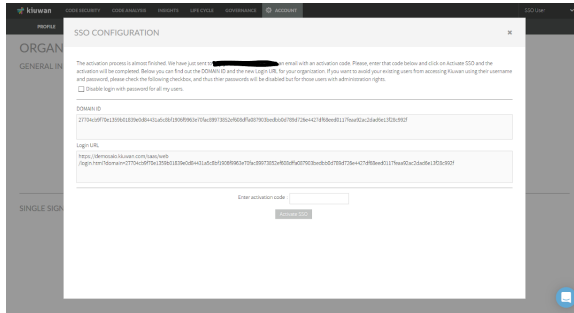 kiuwan CODE SECURITY CODE ANALYSIS INSIGHTS LIFE CYCLE GOVERNANCE ACCOUNT SSO User
PROFILE
ORGAN
GENERAL IN
SSO CONFIGURATION
The activation process is almost finished. We have just sent to an email with an activation code. Please, enter that code below and click on Activate SSO and the
activation will be completed. Below you can find out the DOMAIN ID and the new Login URL for your organization. If you want to avoid your existing users from accessing Kiuwan using their username
and password, please check the following checkbox, and thus thier passwords will be disabled but for those users with administration rights.
Disable login with password for all my users.
DOMAIN ID
Login URL
https://demosalo.kiuwan.com/saas/web
Enter activation code :
Activate SSO
SINGLE SIGN